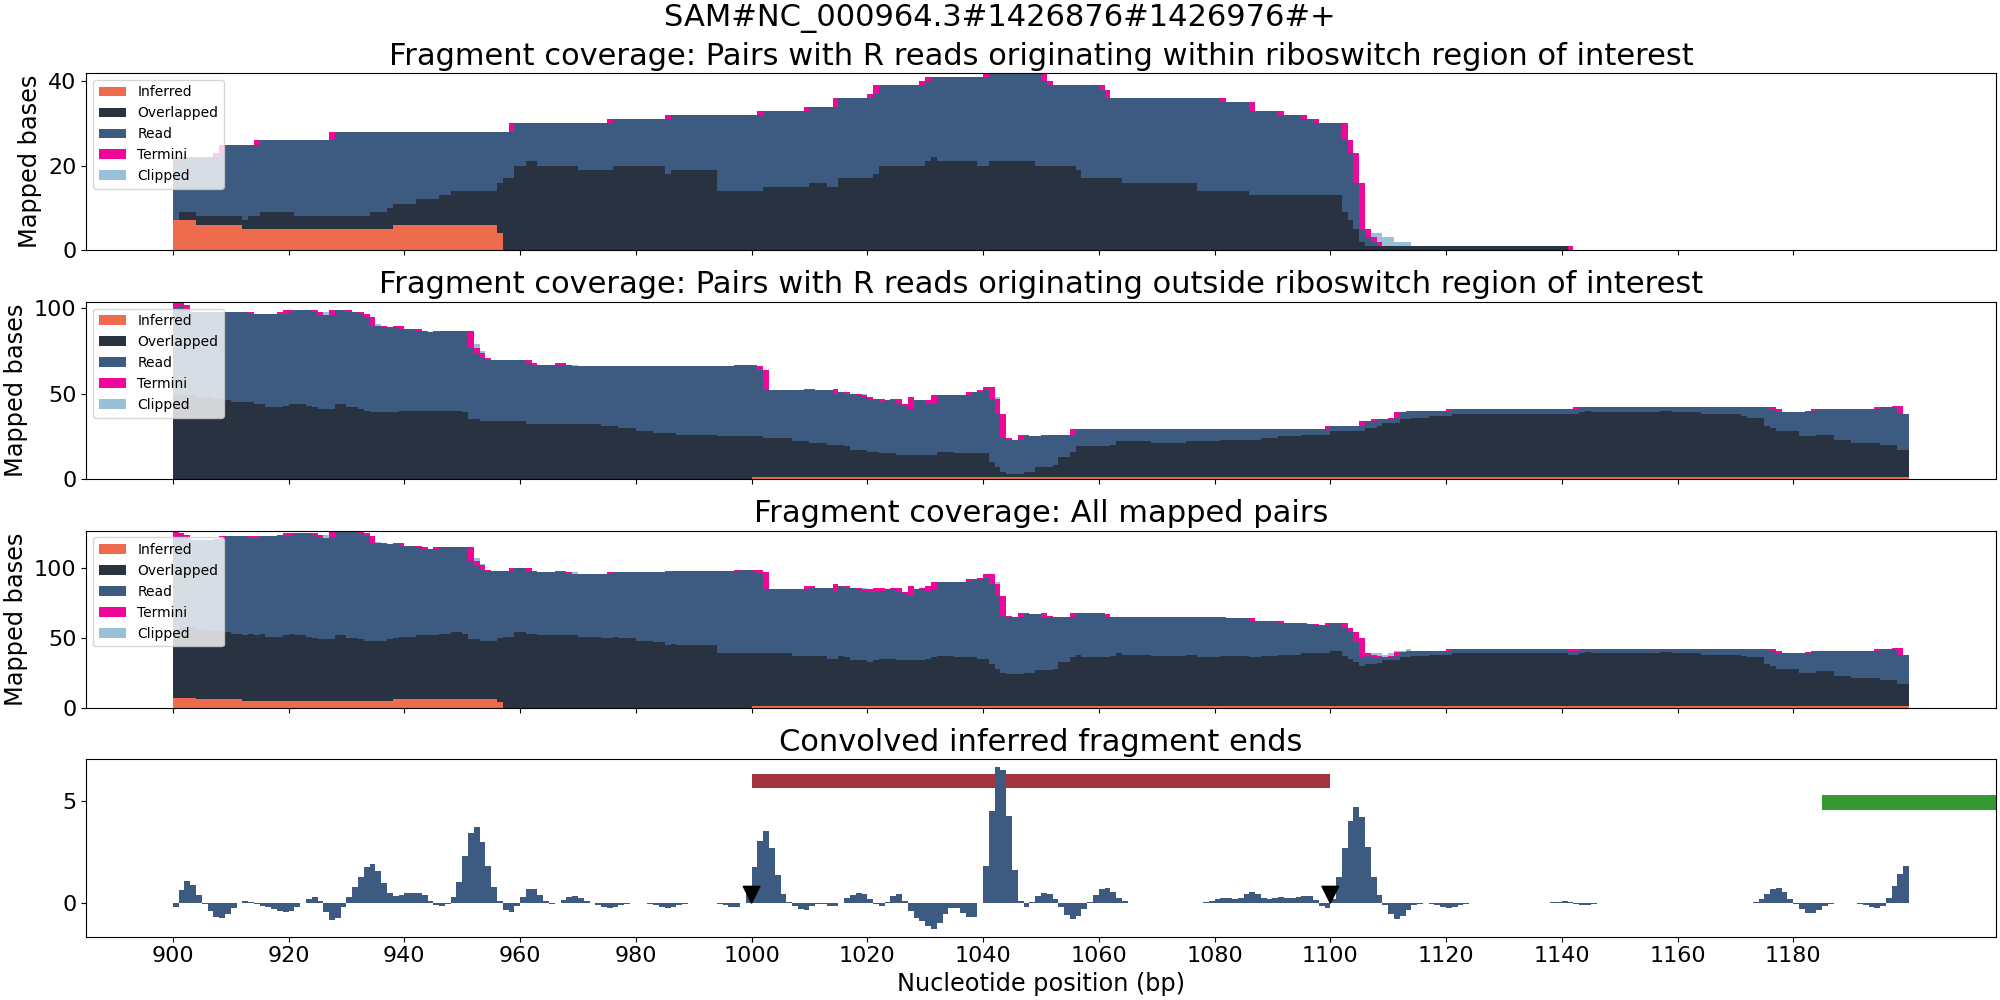 SAM#NC_000964.3#1426876#1426976#+
Fragment coverage: Pairs with R reads originating within riboswitch region of interest
Mapped bases
40
20
0
Inferred
Overlapped
Read
Termini
Clipped
Fragment coverage: Pairs with R reads originating outside riboswitch region of interest
Mapped bases
100
50
0
Inferred
Overlapped
Read
Termini
Clipped
Fragment coverage: All mapped pairs
Mapped bases
100
50
0
Inferred
Overlapped
Read
Termini
Clipped
Convolved inferred fragment ends
5
0
900 920 940 960 980 1000 1020 1040 1060 1080 1100 1120 1140 1160 1180
Nucleotide position (bp)